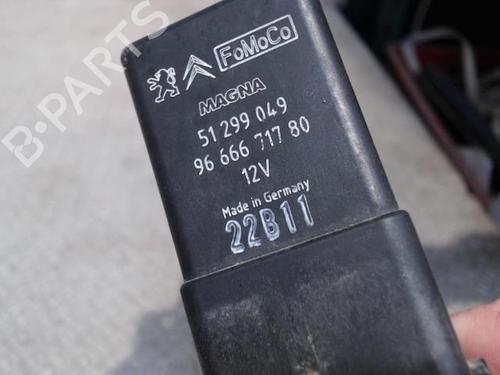 FoMoCo
MAGNA
51 299 049
96 666 717 80
12V
Made in Germany
22B11
B-PARTS